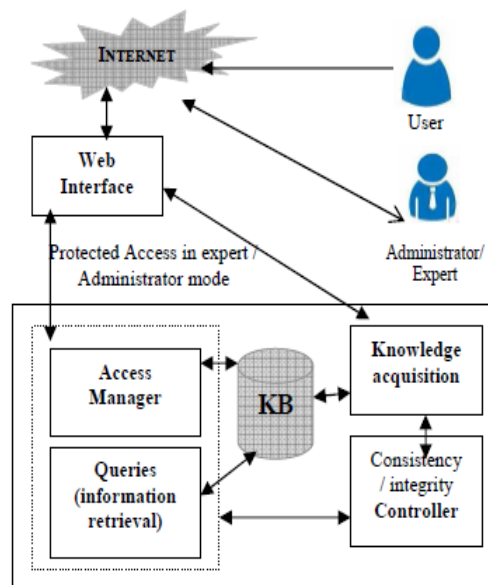 INTERNET
User
Web
Interface
Administrator/
Expert
Protected Access in expert /
Administrator mode
Access
Manager
KB
Knowledge
acquisition
Queries
(information
retrieval)
Consistency
/ integrity
Controller